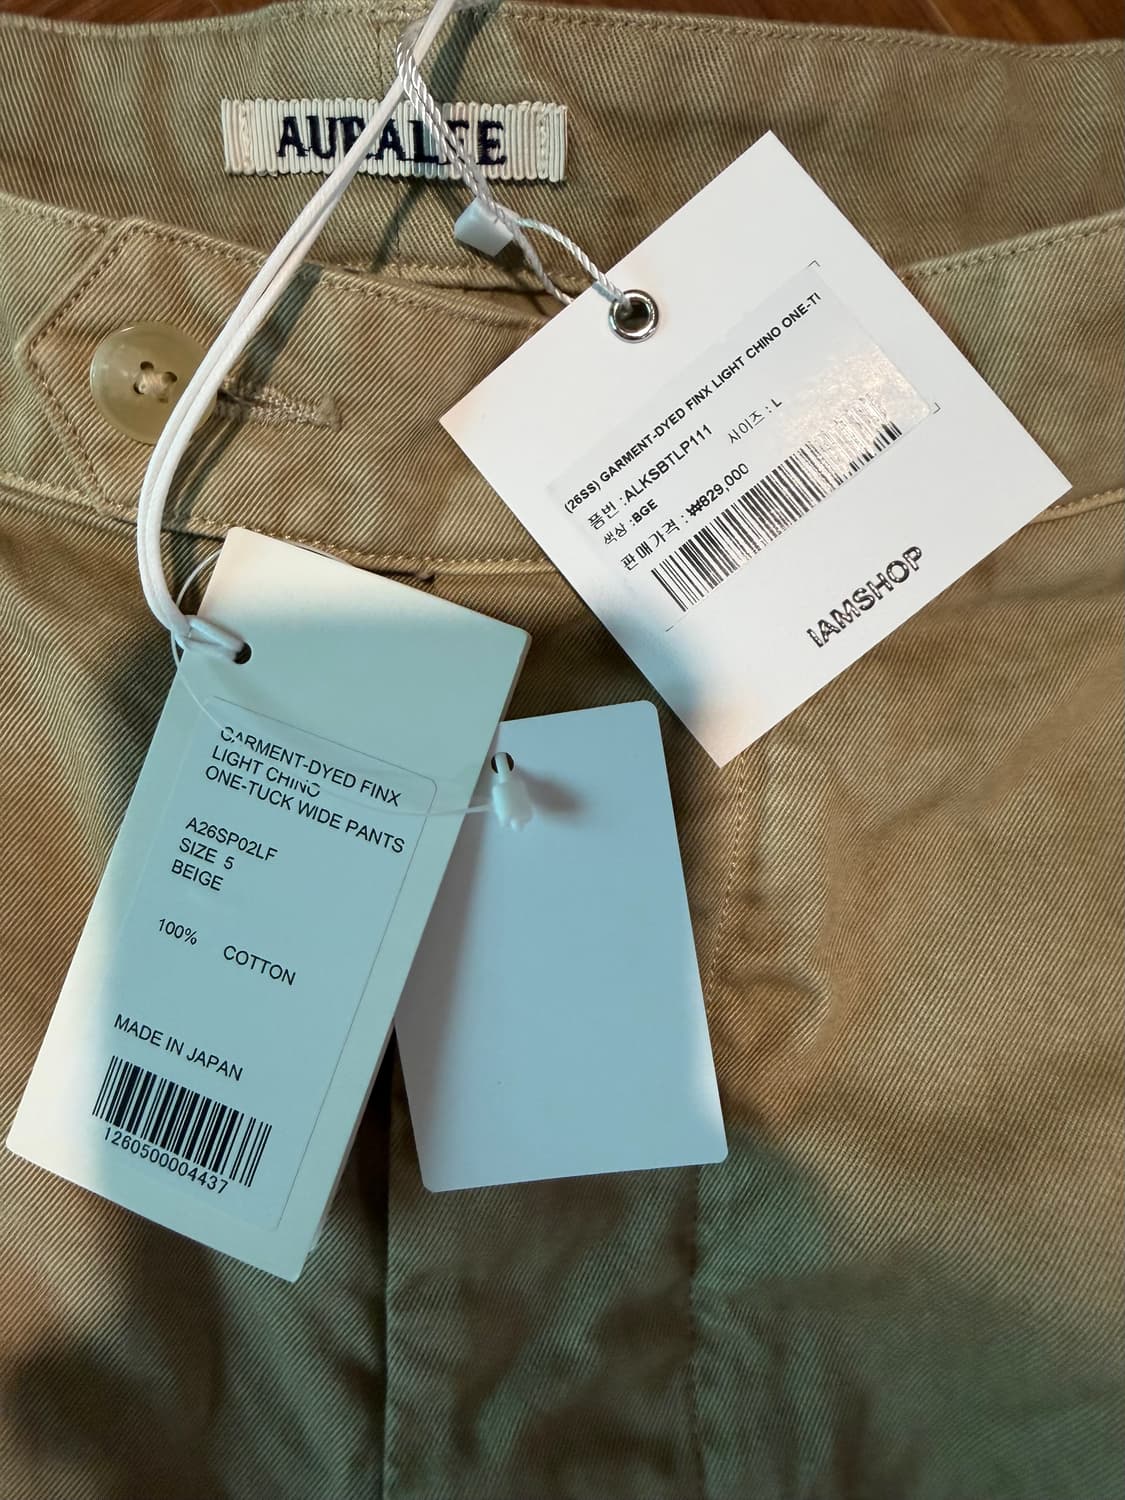 AURALEE
(26SS) GARMENT-DYED FINX LIGHT CHINO ONE-TU
품번 :ALKSBTLP111 사이즈 : L
색상 :BGE
판매가격 : ₩829,000
IAMSHOP
GARMENT-DYED FINX
LIGHT CHINO
ONE-TUCK WIDE PANTS
A26SP02LF
SIZE 5
BEIGE
100% COTTON
MADE IN JAPAN
1260500004437